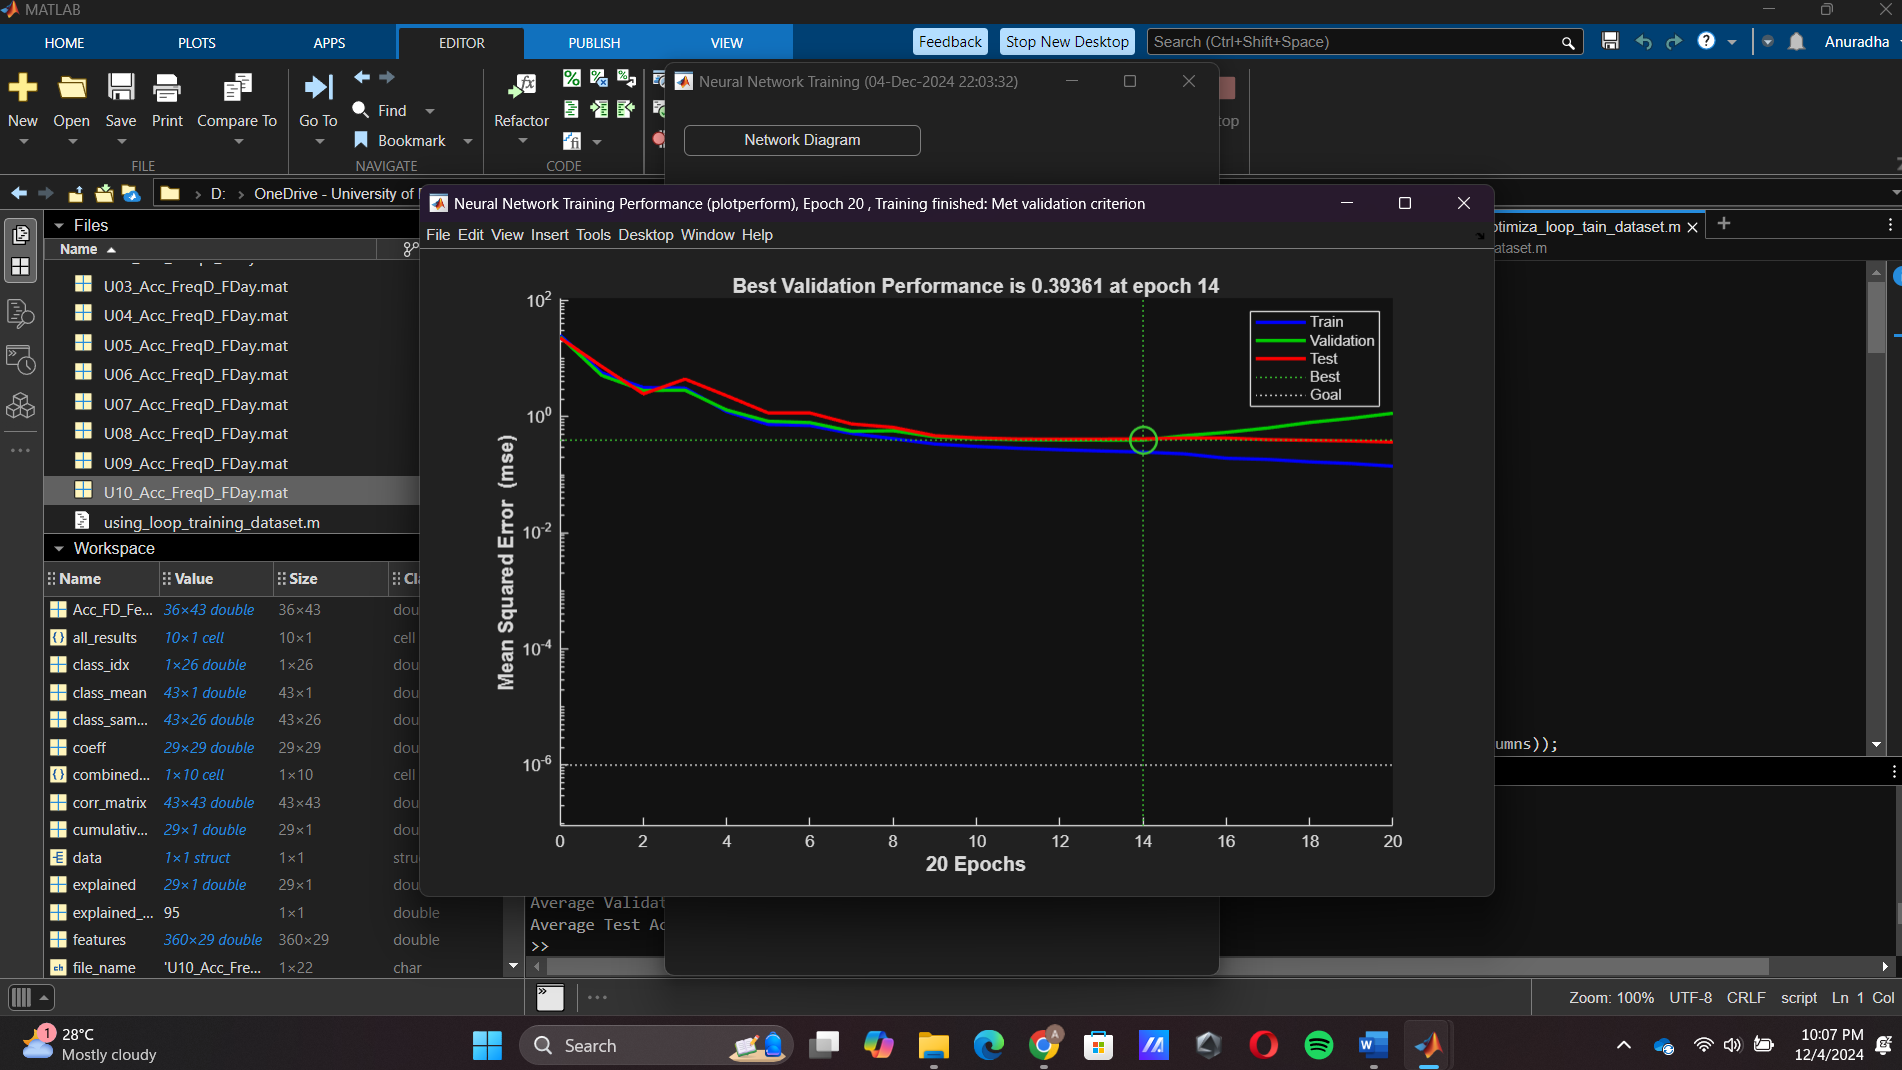 MATLAB
HOME PLOTS APPS EDITOR PUBLISH VIEW Feedback Stop New Desktop Search (Ctrl+Shift+Space) Anuradha
New Open Save Print Compare To Go To Find Bookmark Refactor
FILE NAVIGATE CODE
Neural Network Training (04-Dec-2024 22:03:32)
Network Diagram
D: OneDrive - University of
Neural Network Training Performance (plotperform), Epoch 20 , Training finished: Met validation criterion
File Edit View Insert Tools Desktop Window Help
Files
Name
U03_Acc_FreqD_FDay.mat
U04_Acc_FreqD_FDay.mat
U05_Acc_FreqD_FDay.mat
U06_Acc_FreqD_FDay.mat
U07_Acc_FreqD_FDay.mat
U08_Acc_FreqD_FDay.mat
U09_Acc_FreqD_FDay.mat
U10_Acc_FreqD_FDay.mat
using_loop_training_dataset.m
Workspace
Name Value Size Cl
Acc_FD_Fe... 36×43 double 36×43 dou
all_results 10×1 cell 10×1 cell
class_idx 1×26 double 1×26 dou
class_mean 43×1 double 43×1 dou
class_sam... 43×26 double 43×26 dou
coeff 29×29 double 29×29 dou
combined... 1×10 cell 1×10 cell
corr_matrix 43×43 double 43×43 dou
cumulativ... 29×1 double 29×1 dou
data 1×1 struct 1×1 stru
explained 29×1 double 29×1 dou
explained_... 95 1×1 double
features 360×29 double 360×29 double
file_name 'U10_Acc_Fre... 1×22 char
Best Validation Performance is 0.39361 at epoch 14
Mean Squared Error (mse)
10^2
10^0
10^-2
10^-4
10^-6
Train
Validation
Test
Best
Goal
0 2 4 6 8 10 12 14 16 18 20
20 Epochs
ptimiza_loop_tain_dataset.m
ataset.m
umns));
Average Validat
Average Test Ac
>>
Zoom: 100% UTF-8 CRLF script Ln 1 Col
1
28°C
Mostly cloudy
Search
A
10:07 PM
12/4/2024